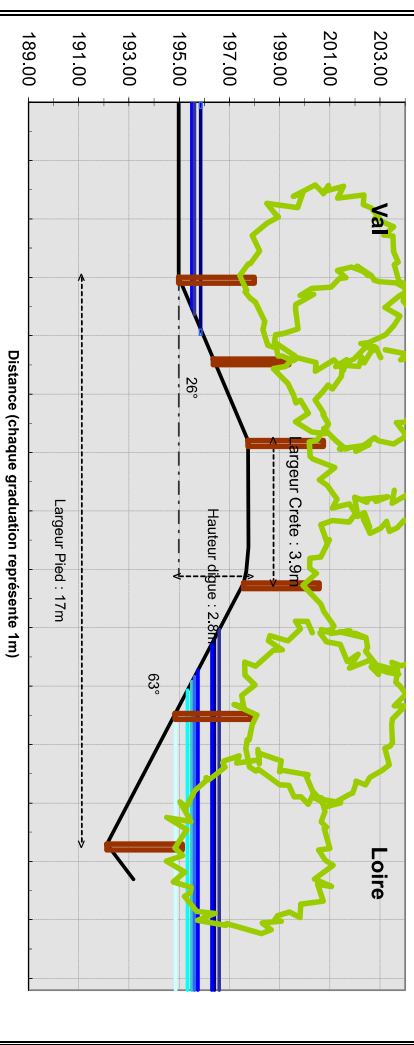 203.00
201.00
199.00
197.00
195.00
193.00
191.00
189.00
Val
Loire
Largeur Crete : 3.9m
Hauteur digue : 2.8m
26°
63°
Largeur Pied : 17m
Distance (chaque graduation représente 1m)